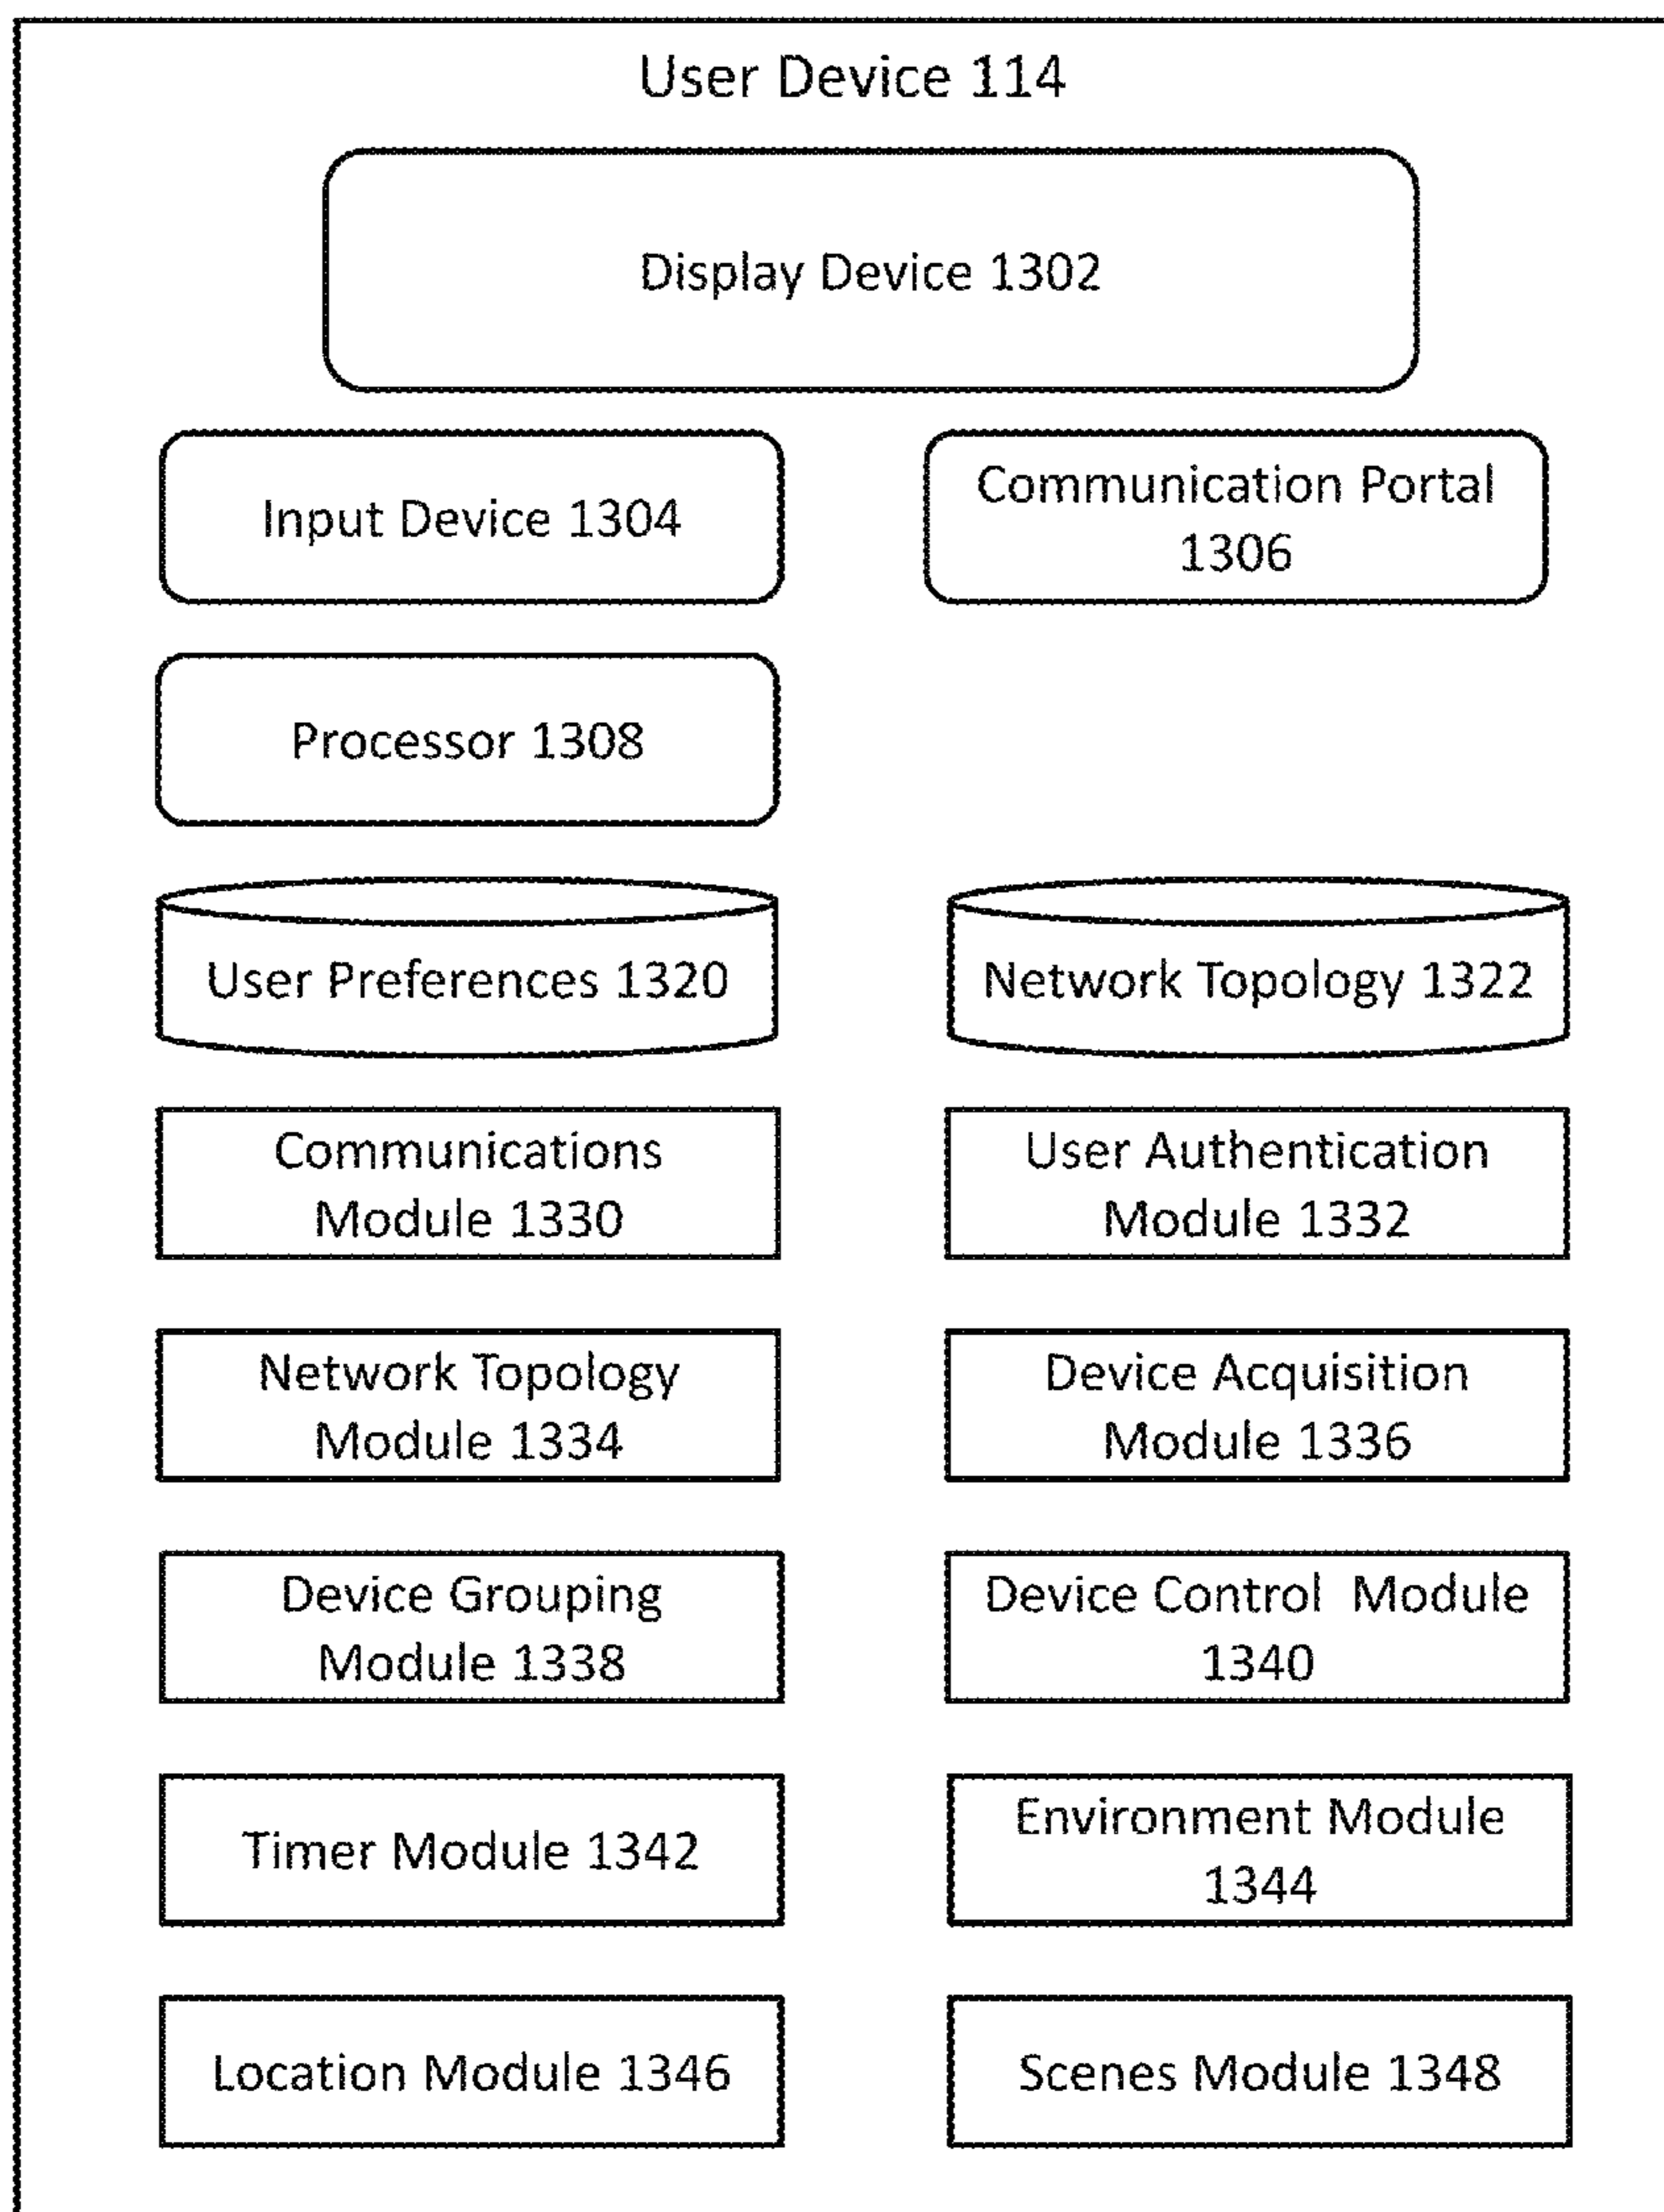 User Device 114
Display Device 1302
Input Device 1304
Communication Portal
1306
Processor 1308
User Preferences 1320
Network Topology 1322
Communications
Module 1330
User Authentication
Module 1332
Network Topology
Module 1334
Device Acquisition
Module 1336
Device Grouping
Module 1338
Device Control  Module
1340
Timer Module 1342
Environment Module
1344
Location Module 1346
Scenes Module 1348